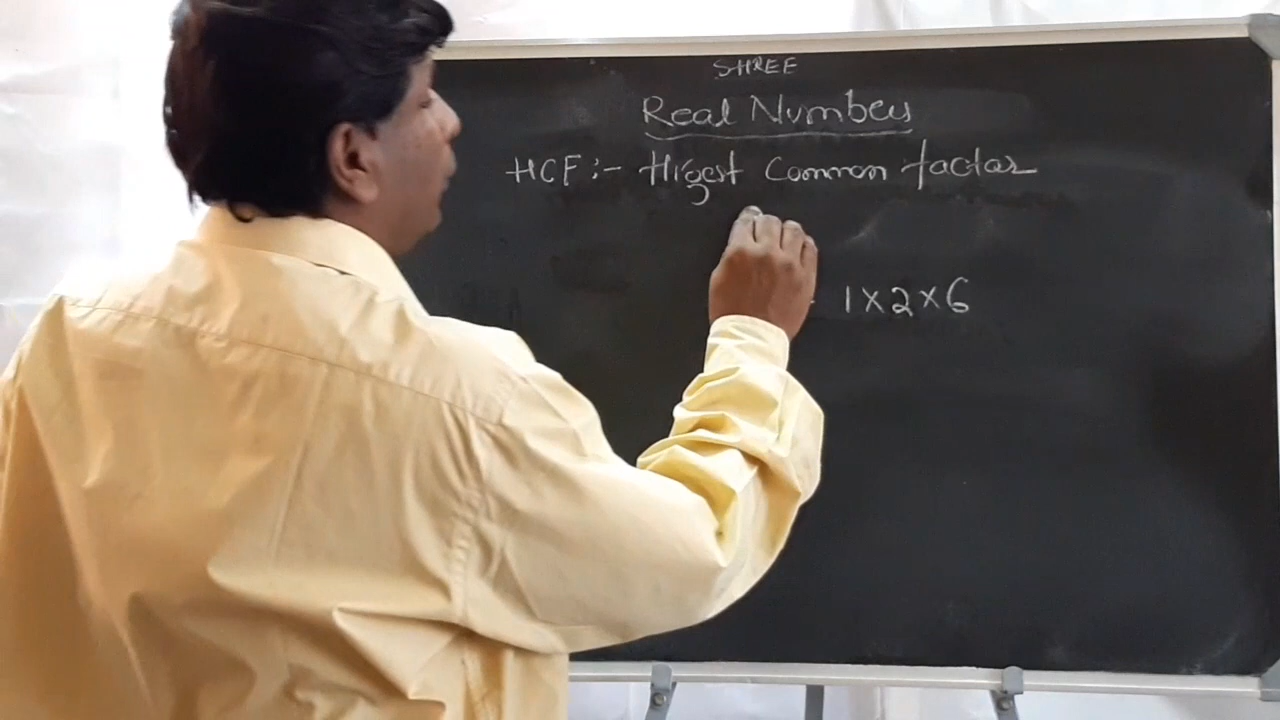 SHREE
Real Numbers
HCF :- Higest Common factor
1 × 2 × 6